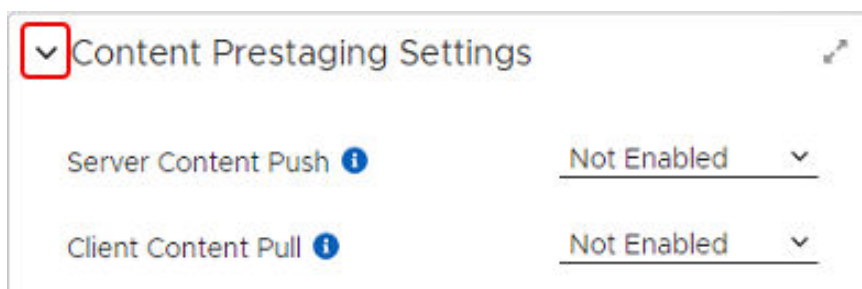 Content Prestaging Settings
Server Content Push Not Enabled
Client Content Pull Not Enabled